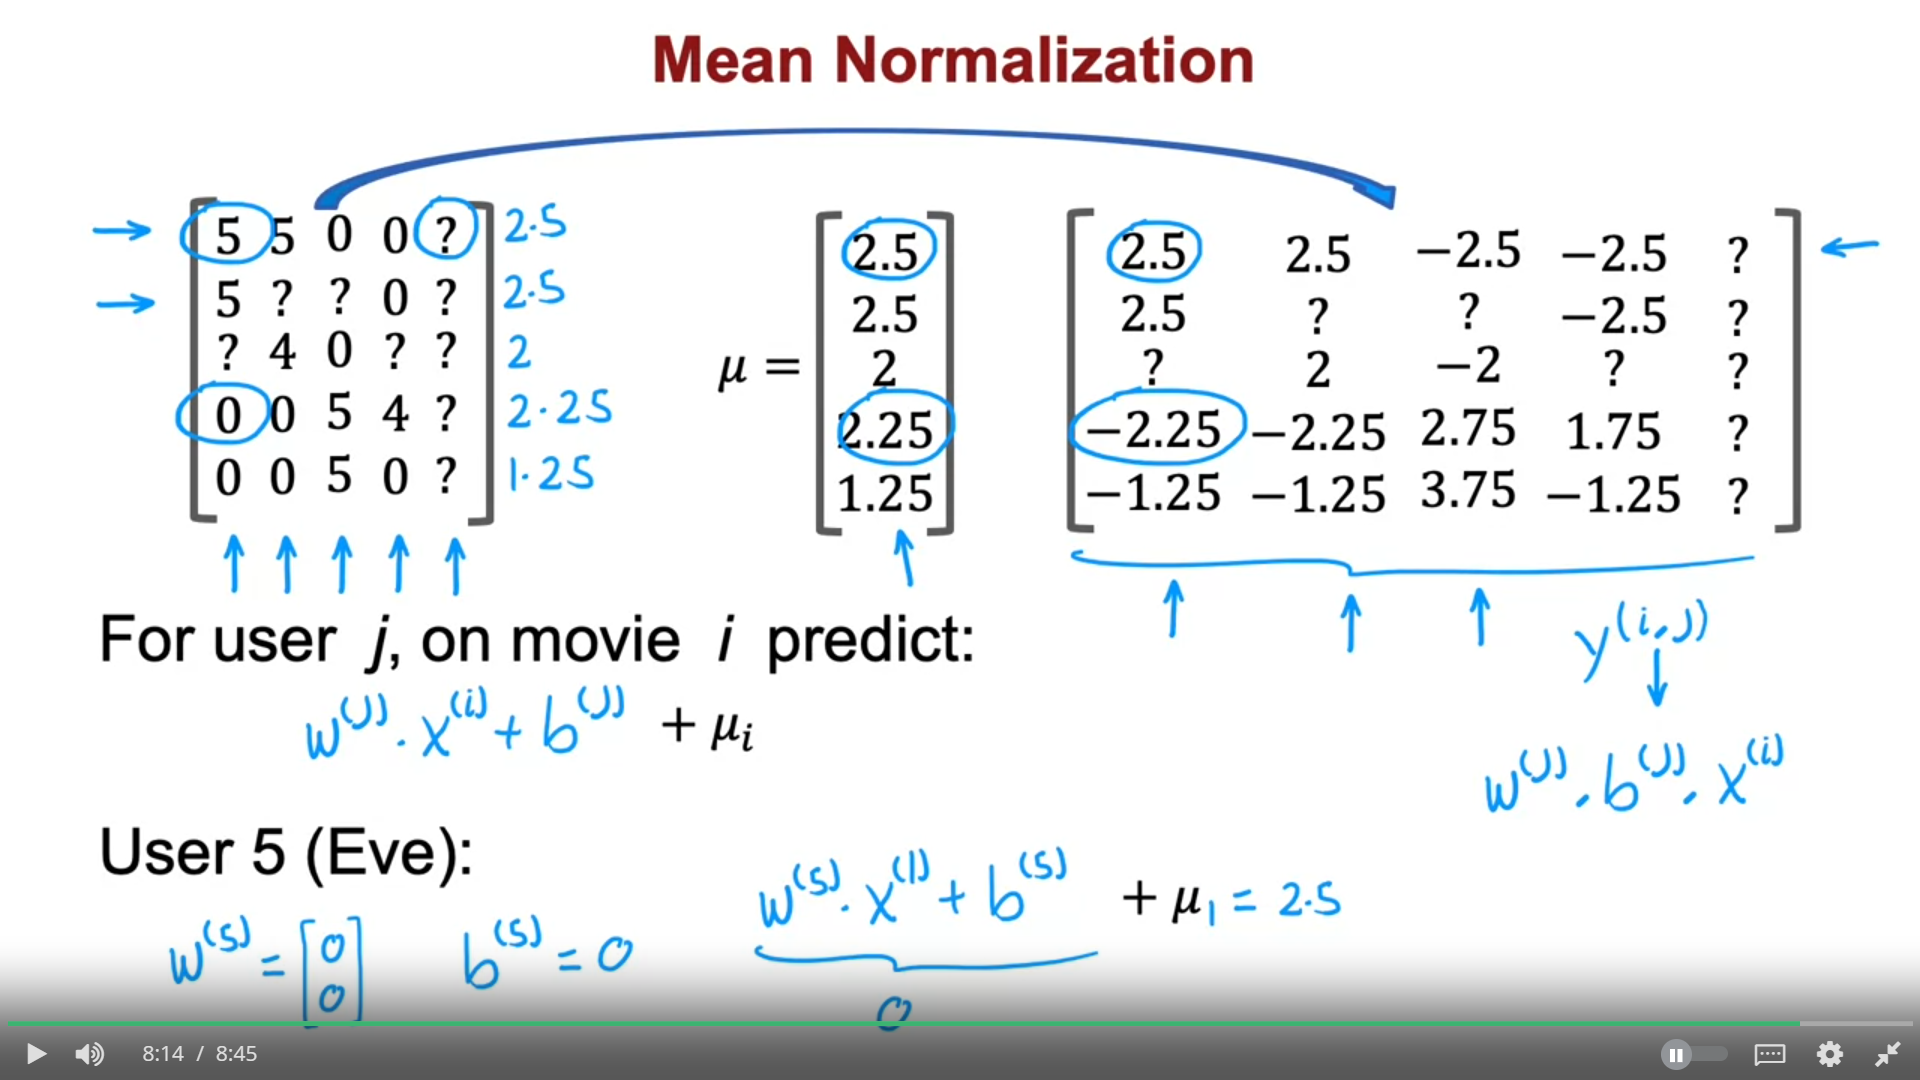 Mean Normalization
5 5 0 0 ? 2.5
5 ? ? 0 ? 2.5
? 4 0 ? ? 2
0 0 5 4 ? 2.25
0 0 5 0 ? 1.25
μ =
2.5
2.5
2
2.25
1.25
2.5 2.5 −2.5 −2.5 ?
2.5 ? ? −2.5 ?
? 2 −2 ? ?
−2.25 −2.25 2.75 1.75 ?
−1.25 −1.25 3.75 −1.25 ?
For user j, on movie i predict:
w^(j) · x^(i) + b^(j) + μ_i
y^(i,j)
w^(j) . b^(j) . x^(i)
User 5 (Eve):
w^(5) = [0 0] b^(5) = 0
w^(5) · x^(1) + b^(5) + μ_1 = 2.5
0
8:14 / 8:45